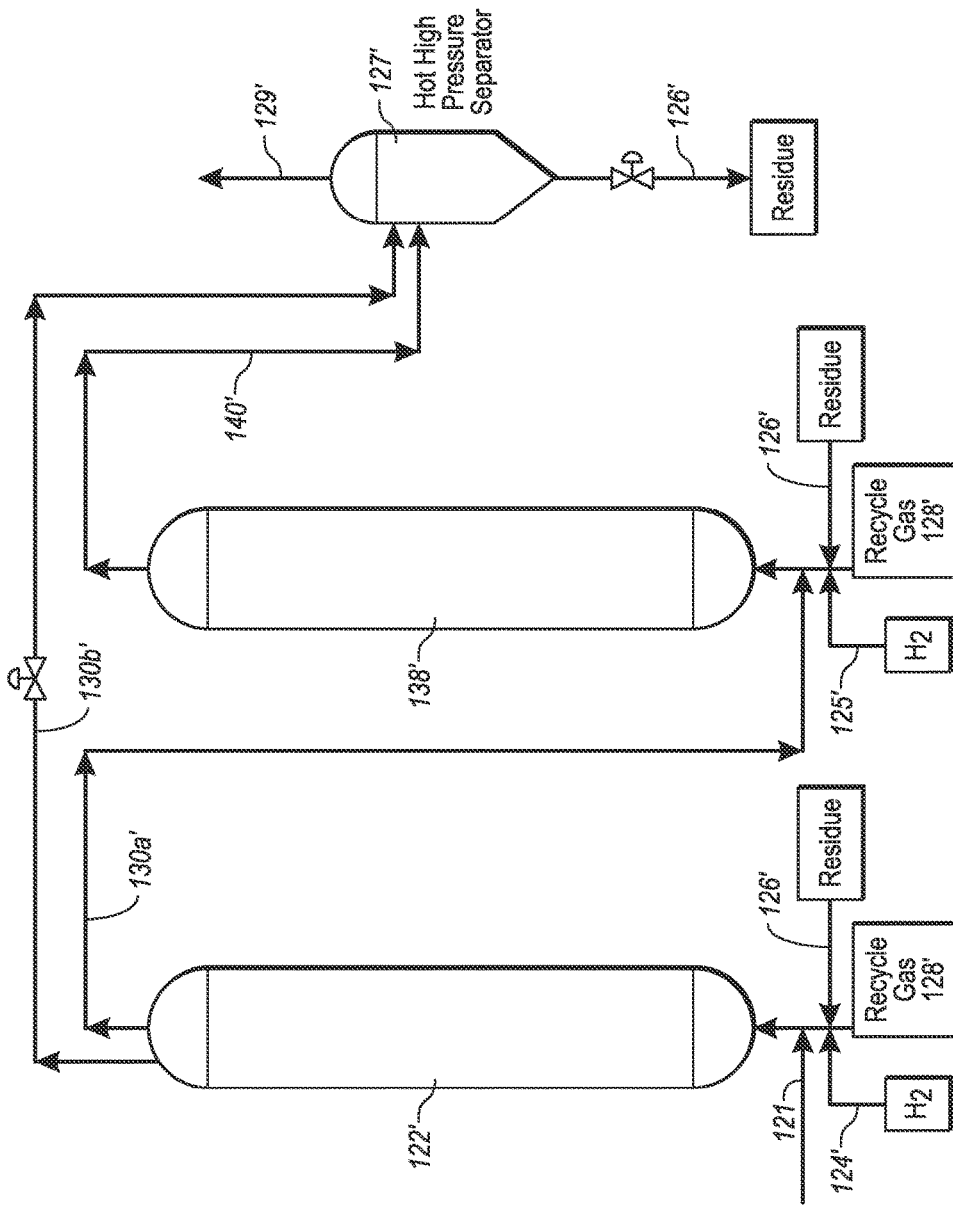 130b'
129'
127'
Hot High
Pressure
Separator
130a'
140'
126'
Residue
122'
138'
121
126'
Residue
126'
Residue
124'
H2
Recycle
Gas
128'
125'
H2
Recycle
Gas
128'